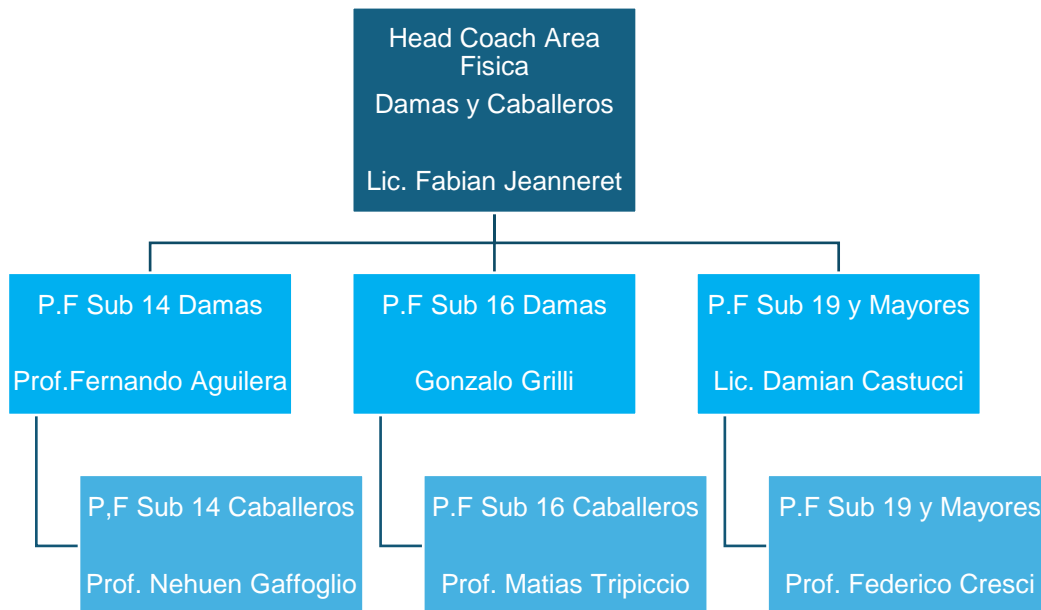 Head Coach Area
Fisica
Damas y Caballeros
Lic. Fabian Jeanneret
P.F Sub 14 Damas
Prof.Fernando Aguilera
P.F Sub 16 Damas
Gonzalo Grilli
P.F Sub 19 y Mayores
Lic. Damian Castucci
P,F Sub 14 Caballeros
Prof. Nehuen Gaffoglio
P.F Sub 16 Caballeros
Prof. Matias Tripiccio
P.F Sub 19 y Mayores
Prof. Federico Cresci